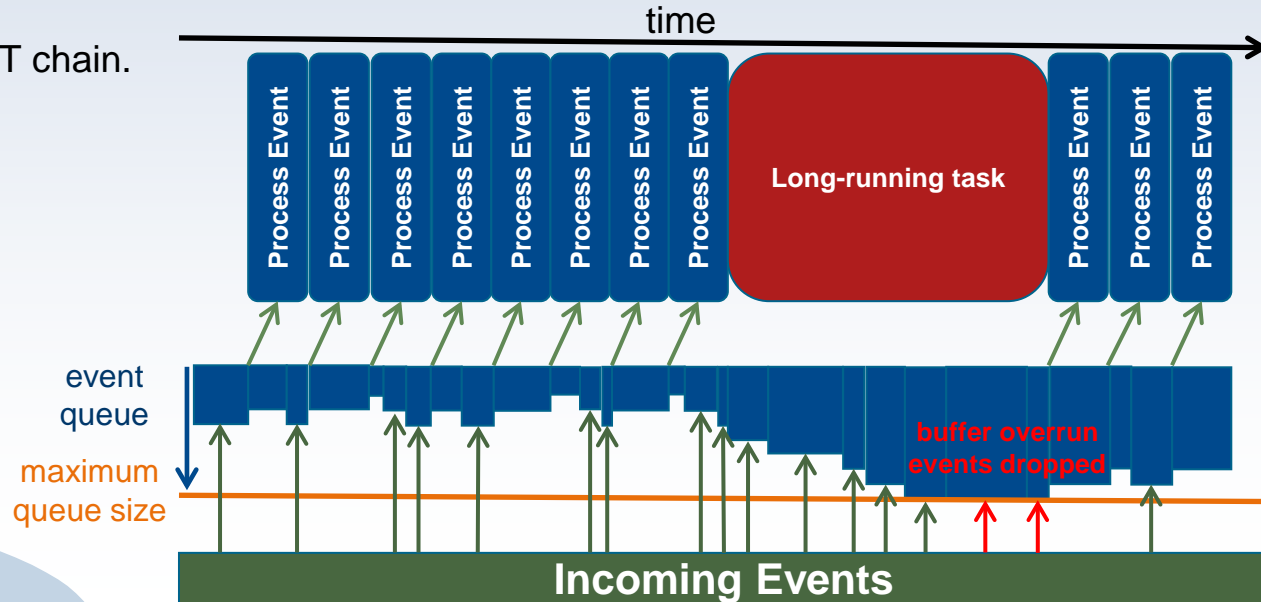 time
T chain.
Process Event
Process Event
Process Event
Process Event
Process Event
Process Event
Process Event
Process Event
Long-running task
Process Event
Process Event
Process Event
event
queue
maximum
queue size
buffer overrun
events dropped
Incoming Events